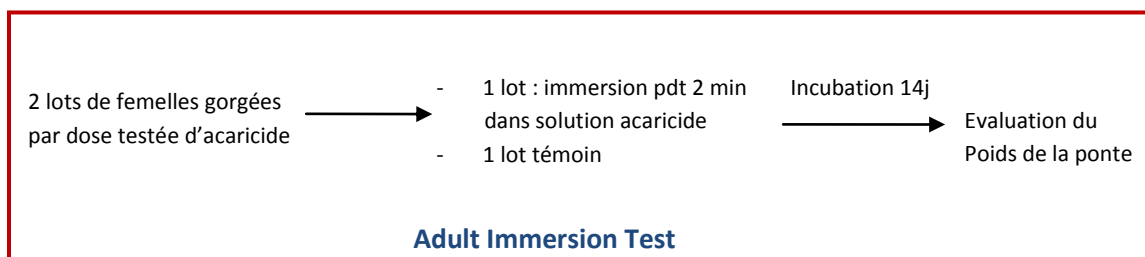 2 lots de femelles gorgées
par dose testée d’acaricide
- 1 lot : immersion pdt 2 min
dans solution acaricide
- 1 lot témoin
Incubation 14j
Evaluation du
Poids de la ponte
Adult Immersion Test